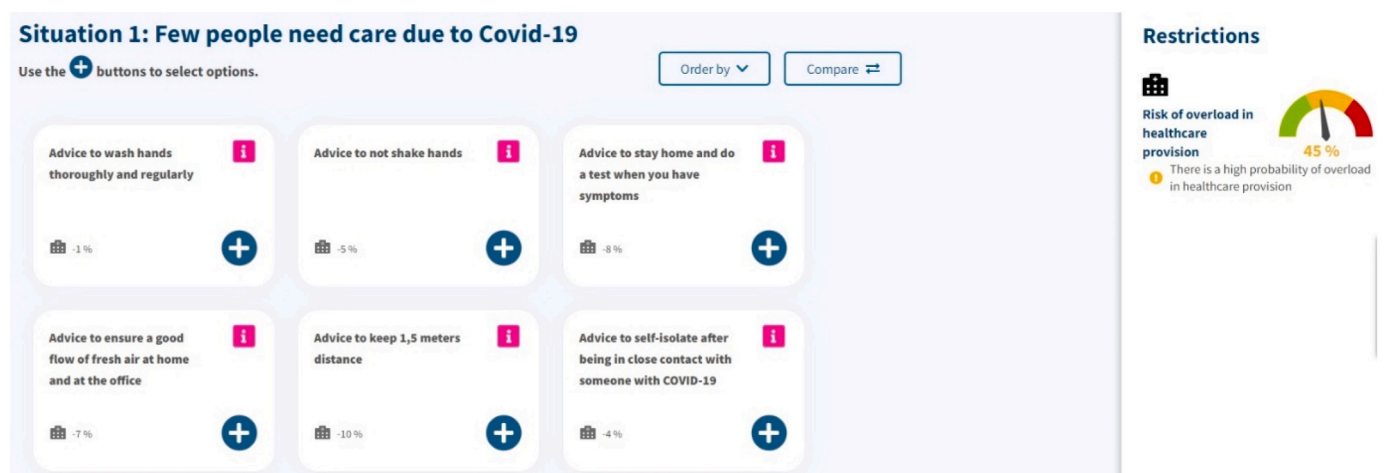 Situation 1: Few people need care due to Covid-19
Use the + buttons to select options.
Order by
Compare
Advice to wash hands
thoroughly and regularly
i
-1 %
Advice to not shake hands
i
-5 %
Advice to stay home and do
a test when you have
symptoms
i
-8 %
Advice to ensure a good
flow of fresh air at home
and at the office
i
-7 %
Advice to keep 1,5 meters
distance
i
-10 %
Advice to self-isolate after
being in close contact with
someone with COVID-19
i
-4 %
Restrictions
Risk of overload in
healthcare
provision
45 %
There is a high probability of overload
in healthcare provision